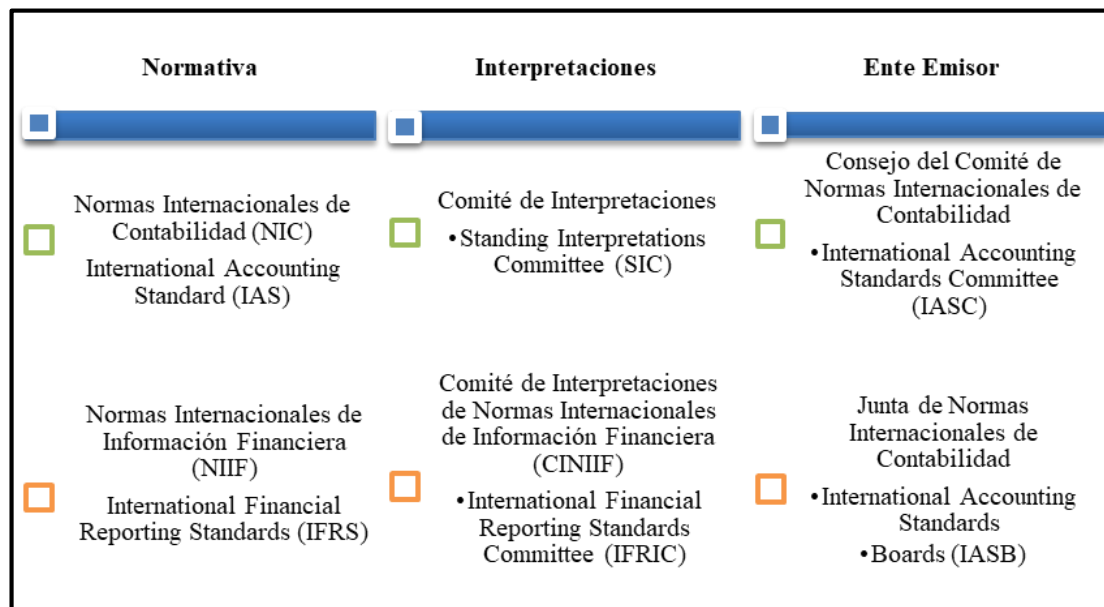 Normativa
Interpretaciones
Ente Emisor
Normas Internacionales de
Contabilidad (NIC)
International Accounting
Standard (IAS)
Comité de Interpretaciones
•Standing Interpretations
Committee (SIC)
Consejo del Comité de
Normas Internacionales de
Contabilidad
•International Accounting
Standards Committee
(IASC)
Normas Internacionales de
Información Financiera
(NIIF)
International Financial
Reporting Standards (IFRS)
Comité de Interpretaciones
de Normas Internacionales
de Información Financiera
(CINIIF)
•International Financial
Reporting Standards
Committee (IFRIC)
Junta de Normas
Internacionales de
Contabilidad
•International Accounting
Standards
•Boards (IASB)